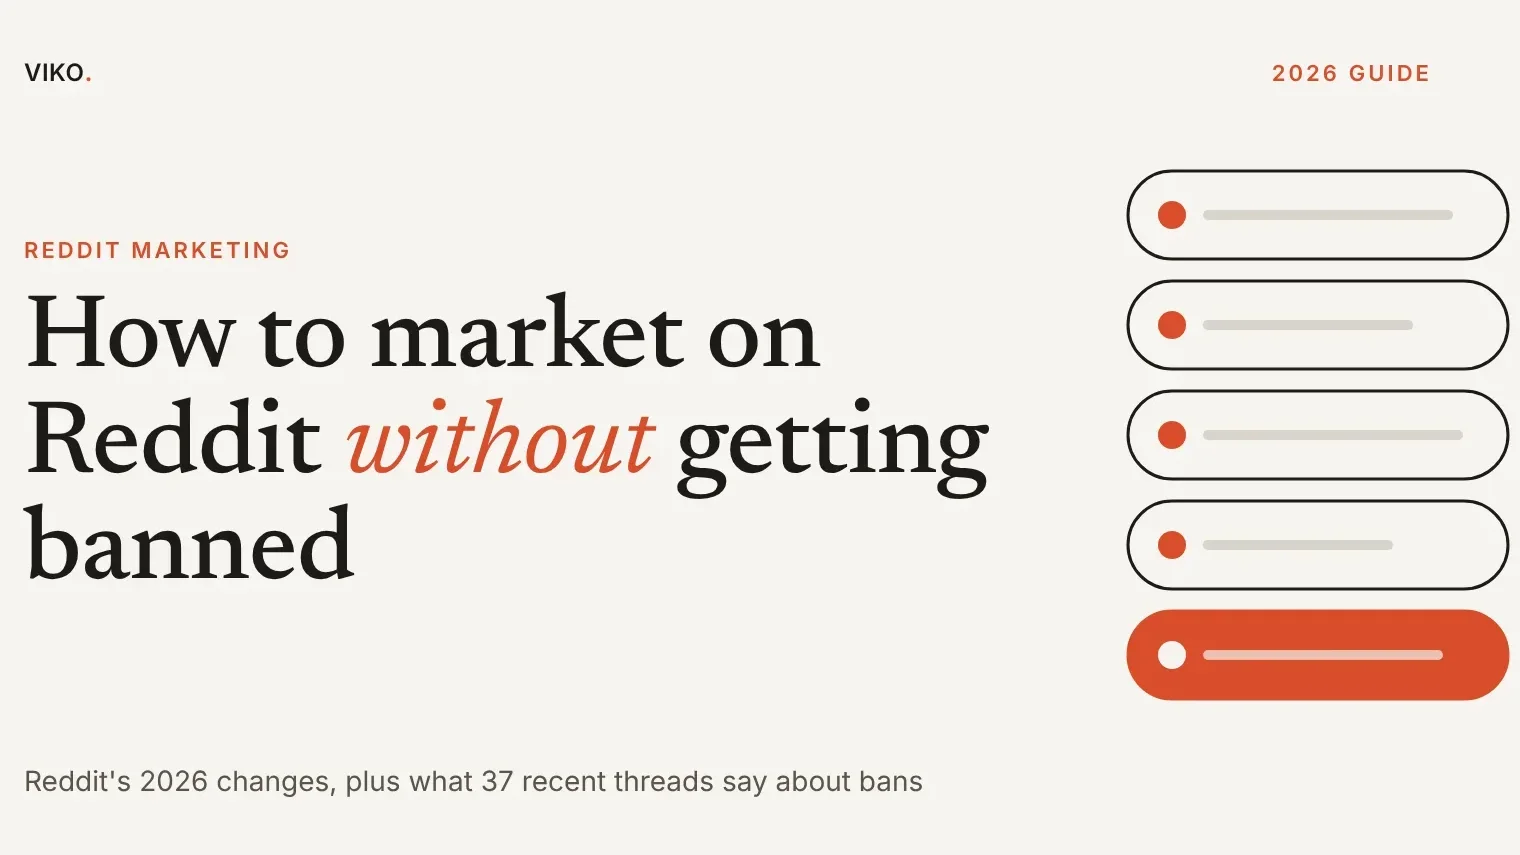 VIKO.
2026 GUIDE
REDDIT MARKETING
How to market on
Reddit without getting
banned
Reddit's 2026 changes, plus what 37 recent threads say about bans